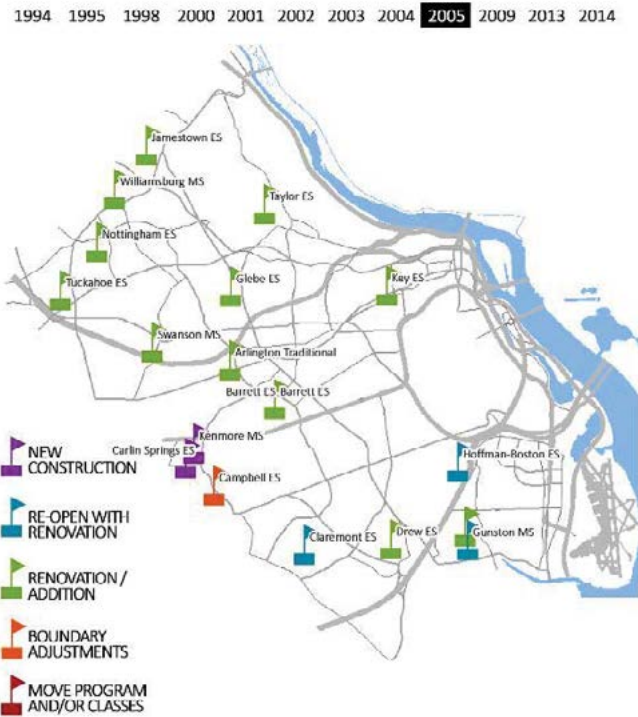 1994 1995 1998 2000 2001 2002 2003 2004 2005 2009 2013 2014
Jamestown ES
Williamsburg MS
Taylor ES
Nottingham ES
Tuckahoe ES
Glebe ES
Key ES
Swanson MS
Arlington Traditional
Barrett ES Barrett ES
Kenmore MS
Carlin Springs ES
Campbell ES
Hoffman-Boston ES
Claremont ES
Drew ES
Gunston MS
NEW
CONSTRUCTION
RE-OPEN WITH
RENOVATION
RENOVATION /
ADDITION
BOUNDARY
ADJUSTMENTS
MOVE PROGRAM
AND/OR CLASSES